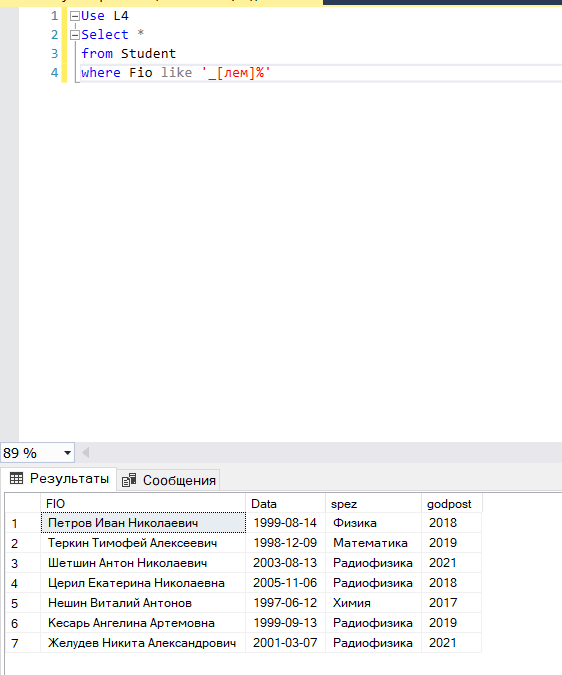 1 Use L4
2 Select *
3 from Student
4 where Fio like '_[лем]%'
89 %
Результаты Сообщения
FIO Data spez godpost
1 Петров Иван Николаевич 1999-08-14 Физика 2018
2 Теркин Тимофей Алексеевич 1998-12-09 Математика 2019
3 Шетшин Антон Николаевич 2003-08-13 Радиофизика 2021
4 Церил Екатерина Николаевна 2005-11-06 Радиофизика 2018
5 Нешин Виталий Антонов 1997-06-12 Химия 2017
6 Кесарь Ангелина Артемовна 1999-09-13 Радиофизика 2019
7 Желудев Никита Александрович 2001-03-07 Радиофизика 2021